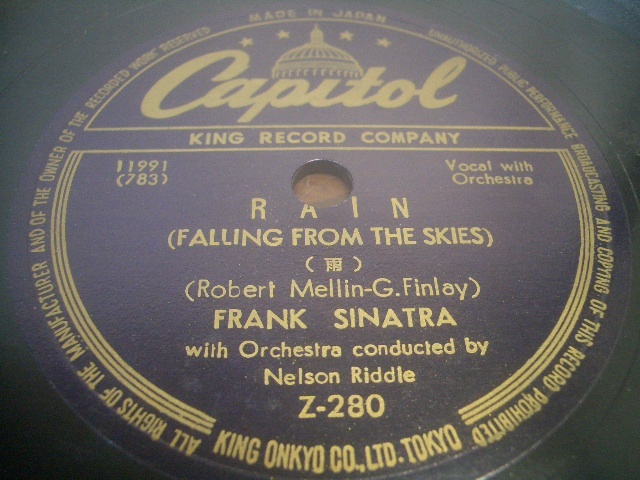 MADE IN JAPAN
Capitol
KING RECORD COMPANY
11991
(783)
Vocal with
Orchestra
RAIN
(FALLING FROM THE SKIES)
(雨)
(Robert Mellin-G.Finlay)
FRANK SINATRA
with Orchestra conducted by
Nelson Riddle
Z-280
KING ONKYO CO., LTD. TOKYO
ALL RIGHTS OF THE MANUFACTURER AND OF THE OWNER OF THE RECORDED WORK RESERVED
UNAUTHORIZED PUBLIC PERFORMANCE BROADCASTING AND COPYING OF THIS RECORD PROHIBITED